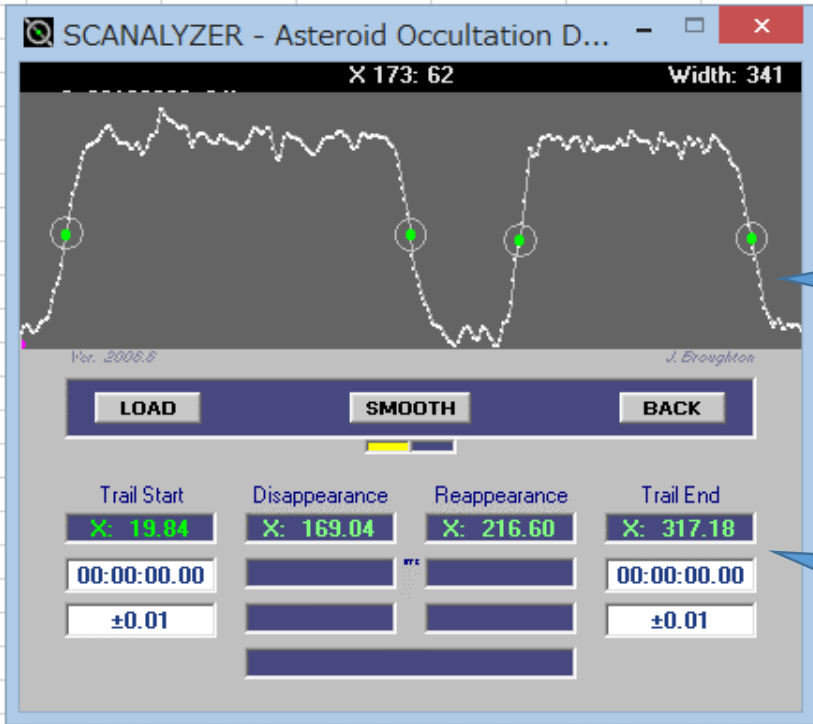 SCANALYZER - Asteroid Occultation D...
X 173: 62 Width: 341
Ver. 2006.8 J. Broughton
LOAD SMOOTH BACK
Trail Start Disappearance Reappearance Trail End
X: 19.84 X: 169.04 X: 216.60 X: 317.18
00:00:00.00 00:00:00.00
±0.01 ±0.01